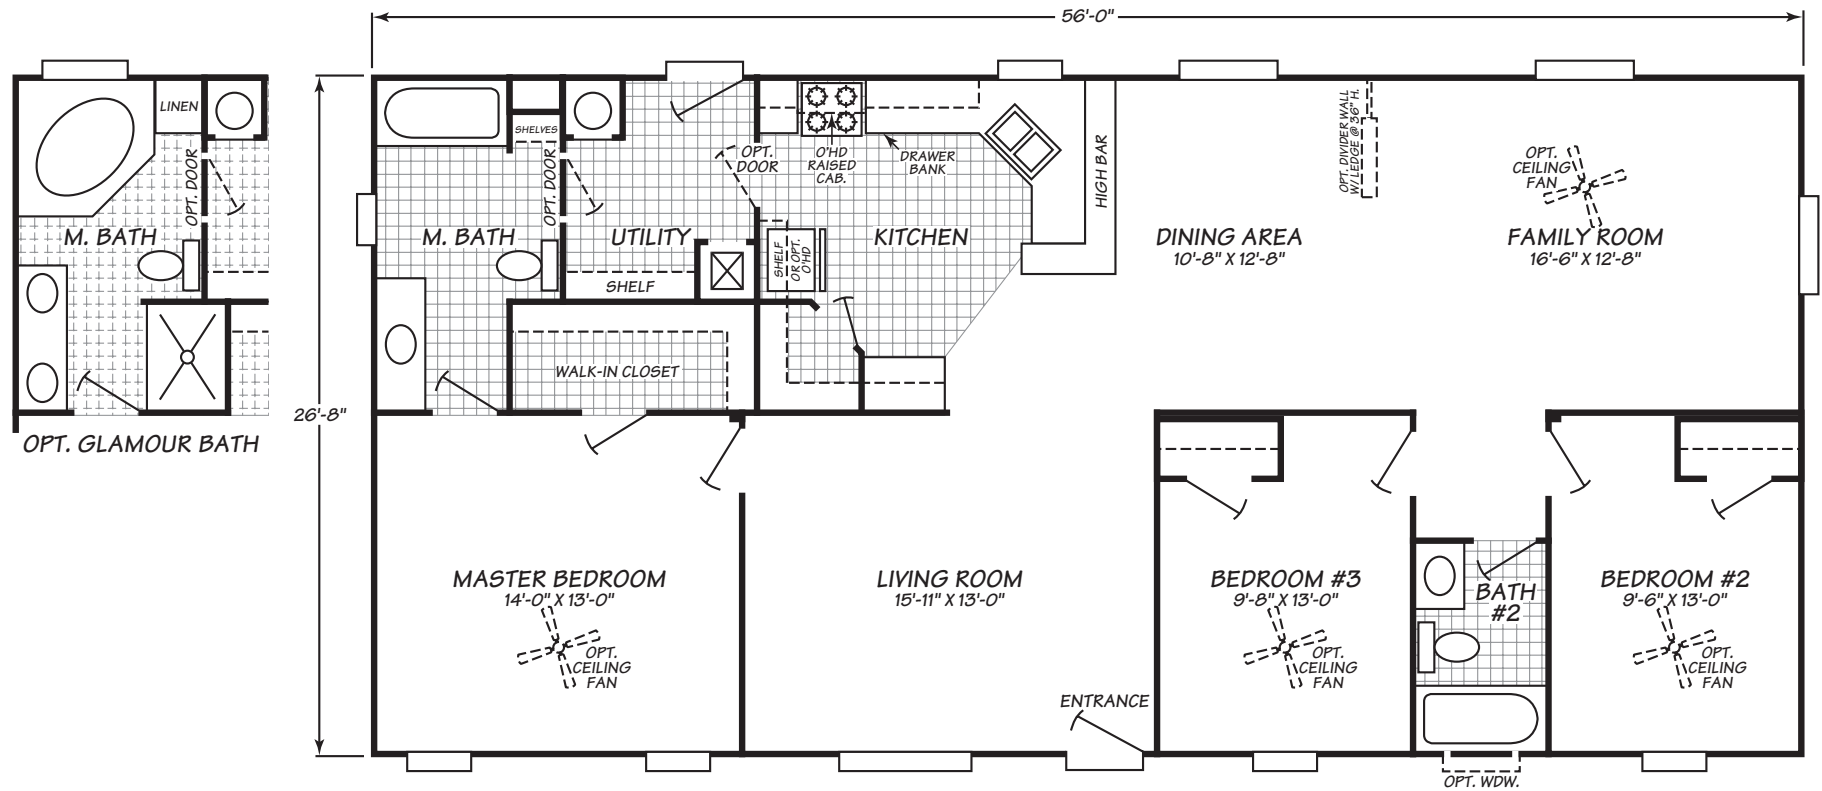 56'-0"
LINEN
OPT. DOOR
M. BATH
OPT. GLAMOUR BATH
26'-8"
SHELVES
OPT. DOOR
M. BATH
UTILITY
SHELF
WALK-IN CLOSET
OPT.
DOOR
O'HD
RAISED
CAB.
DRAWER
BANK
SHELF
OR OPT.
O'HD
KITCHEN
HIGH BAR
DINING AREA
10'-8" X 12'-8"
OPT. DIVIDER WALL
W/LEDGE @ 36" H.
OPT.
CEILING
FAN
FAMILY ROOM
16'-6" X 12'-8"
MASTER BEDROOM
14'-0" X 13'-0"
OPT.
CEILING
FAN
LIVING ROOM
15'-11" X 13'-0"
ENTRANCE
BEDROOM #3
9'-8" X 13'-0"
OPT.
CEILING
FAN
BATH
#2
OPT. WDW.
BEDROOM #2
9'-6" X 13'-0"
OPT.
CEILING
FAN